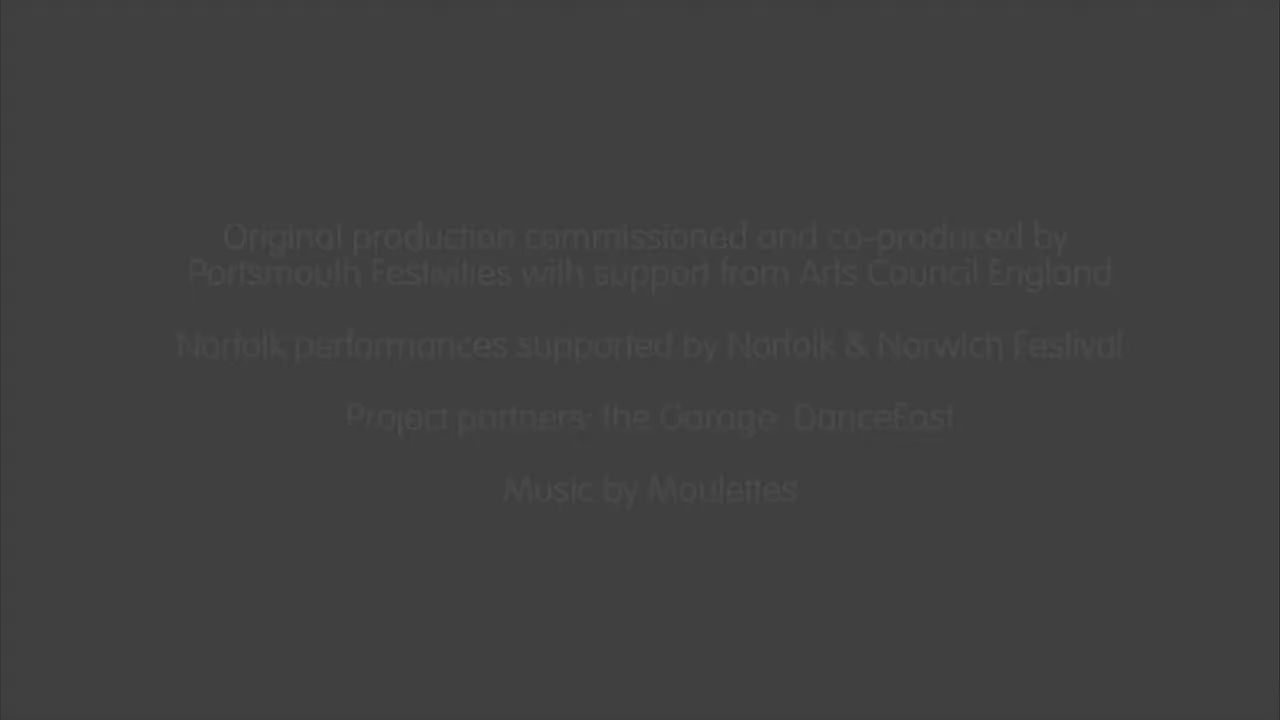 Original production commissioned and co-produced by
Portsmouth Festivities with support from Arts Council England
Norfolk performances supported by Norfolk & Norwich Festival
Project partners: the Garage, DanceEast
Music by Moulettes